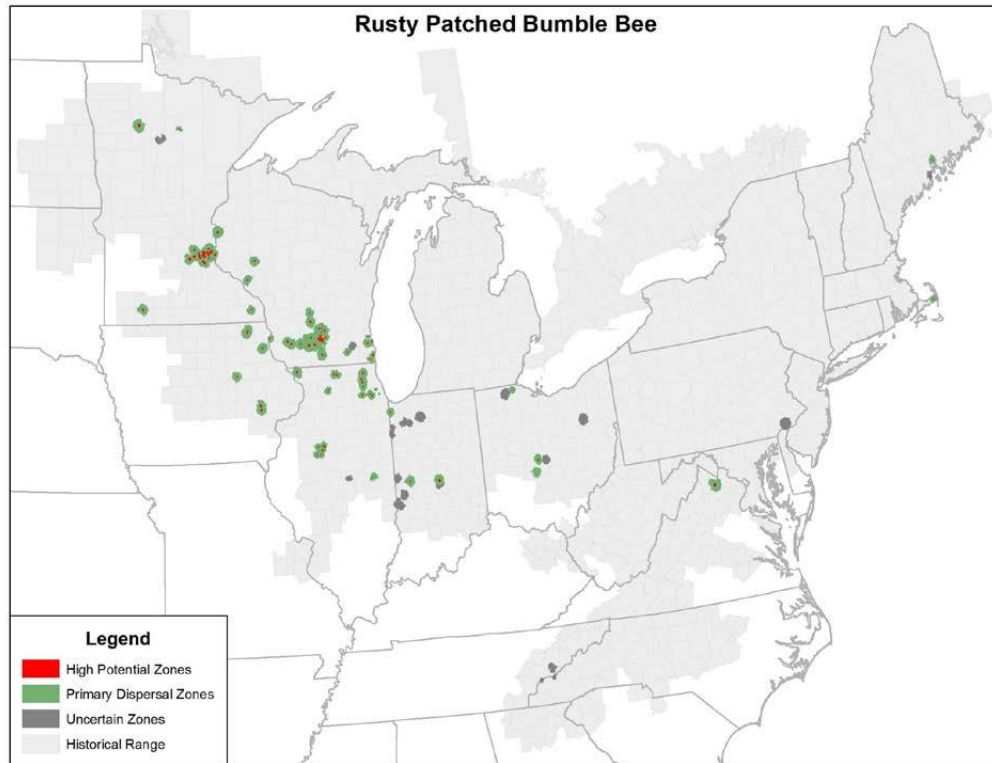 Rusty Patched Bumble Bee
Legend
High Potential Zones
Primary Dispersal Zones
Uncertain Zones
Historical Range